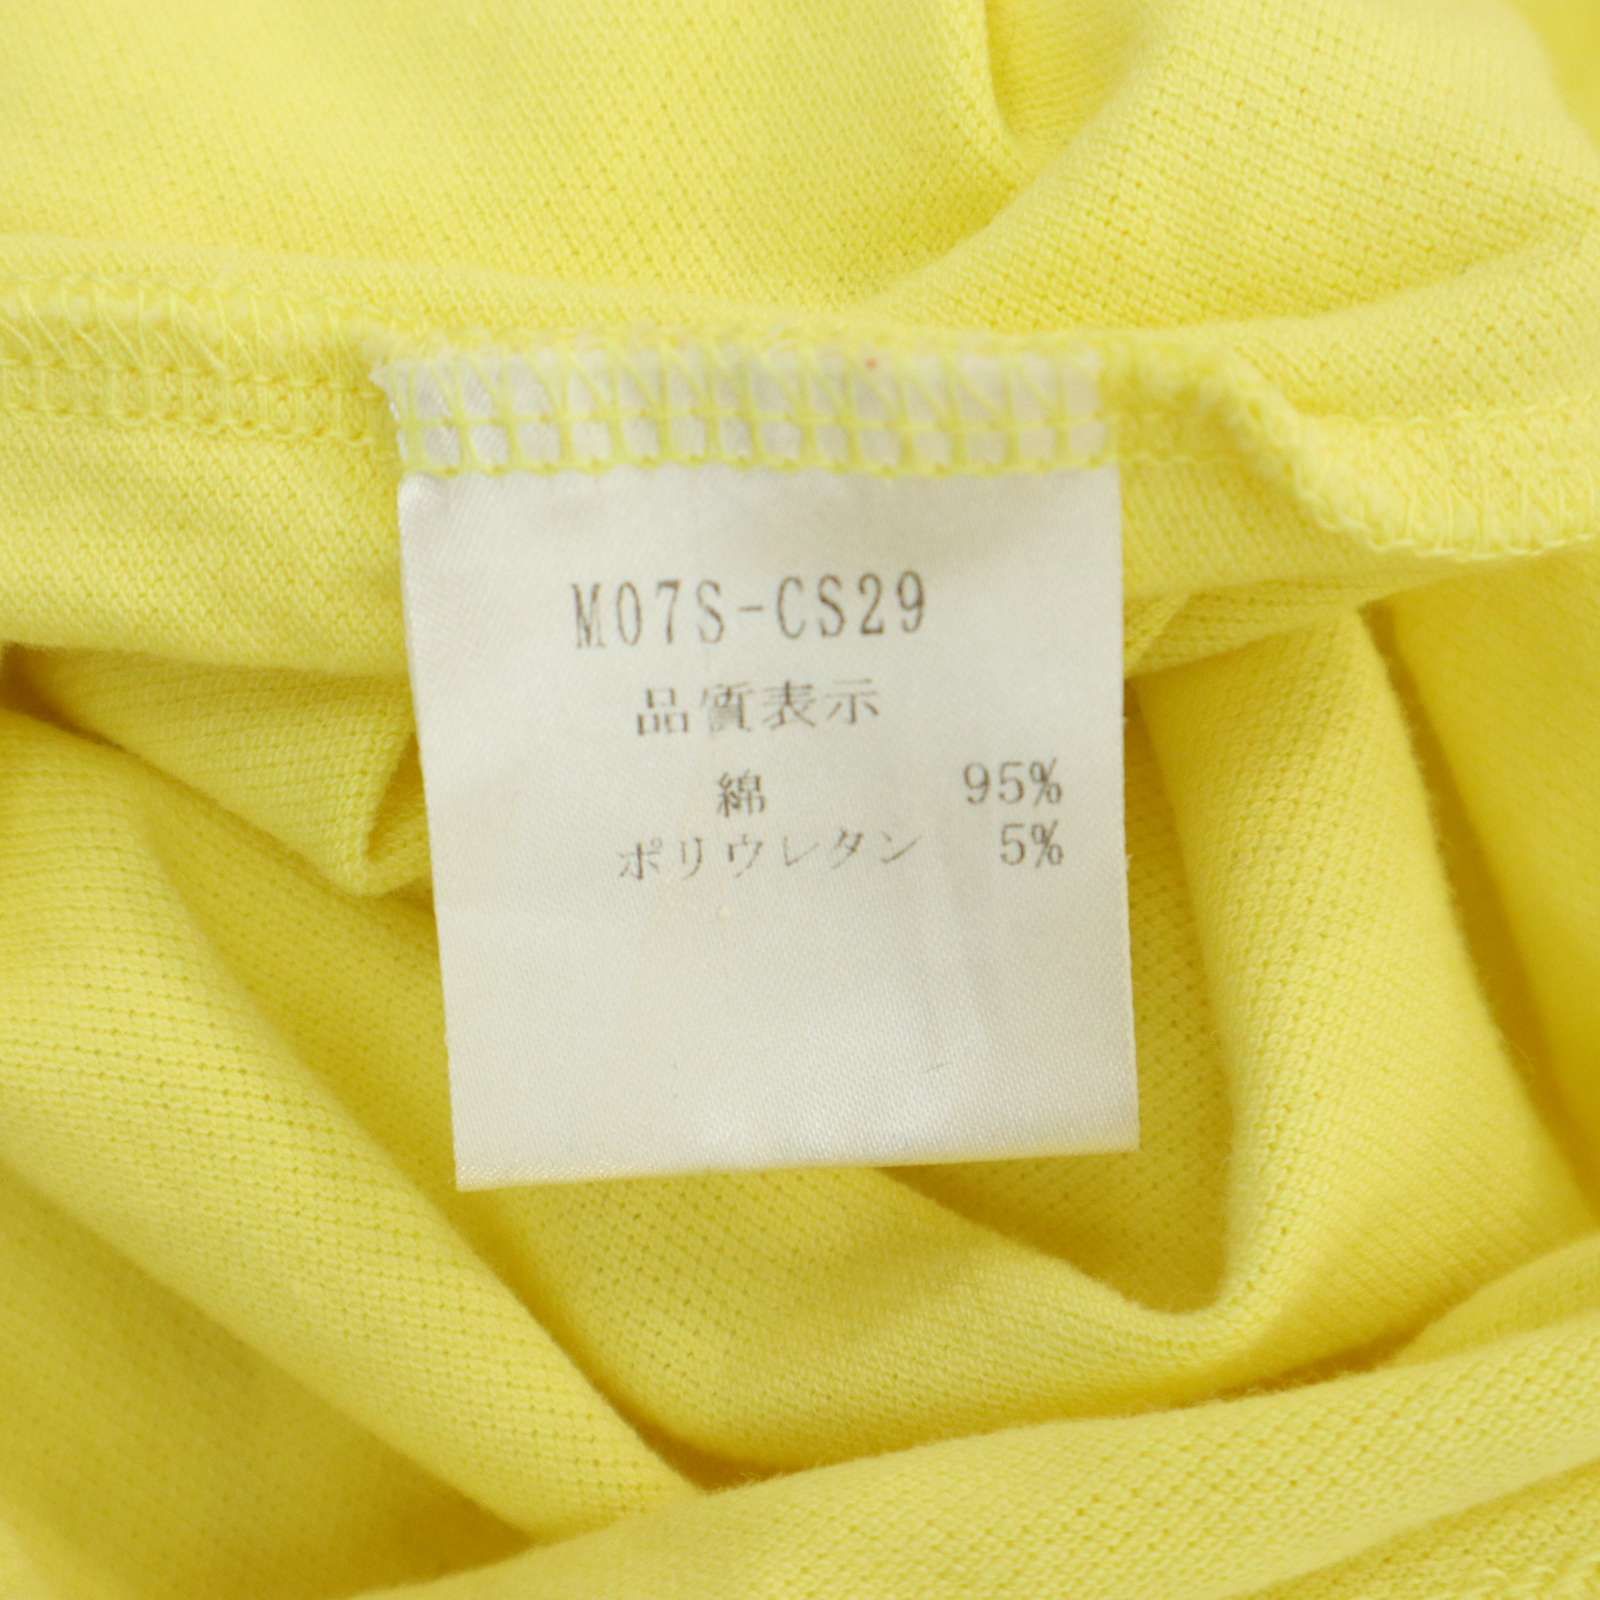 M07S-CS29
品質表示
綿 95%
ポリウレタン 5%